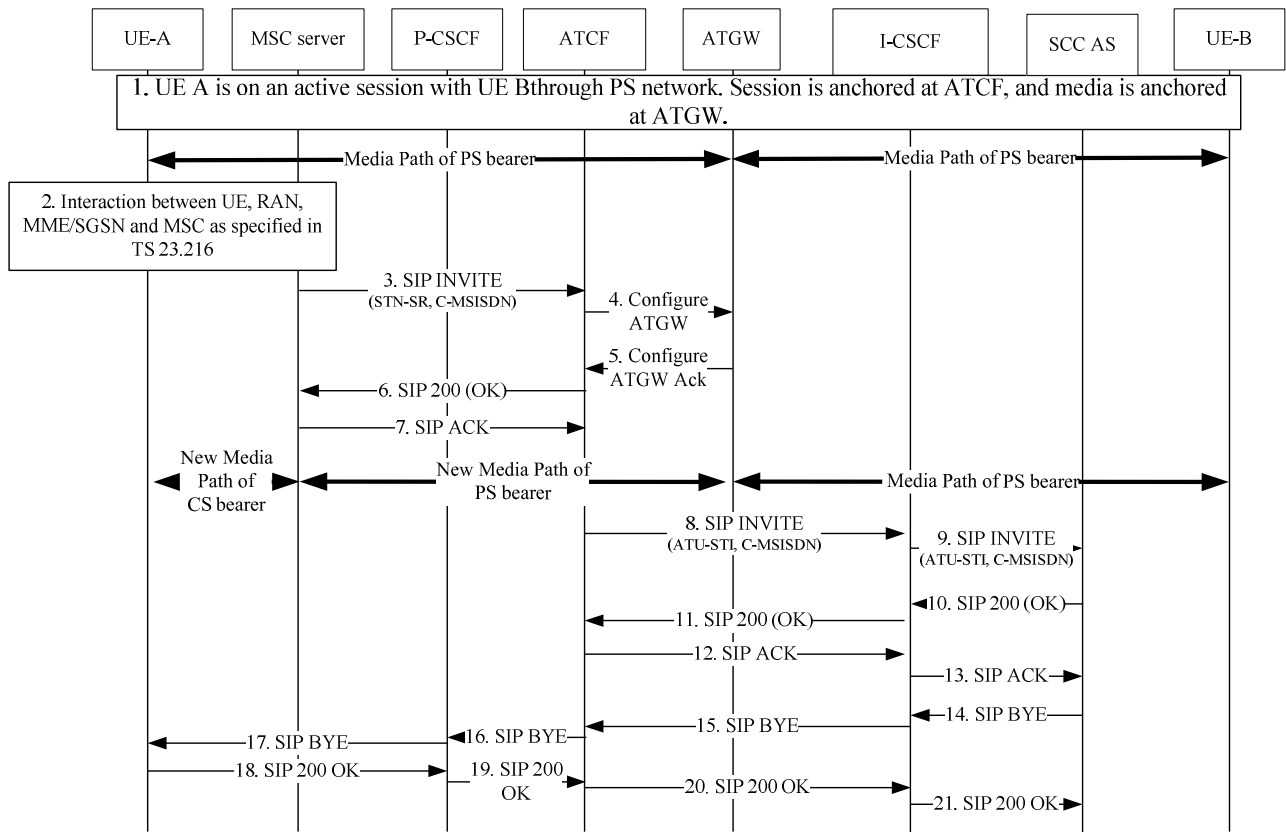 UE-A
MSC server
P-CSCF
ATCF
ATGW
I-CSCF
SCC AS
UE-B
1. UE A is on an active session with UE Bthrough PS network. Session is anchored at ATCF, and media is anchored
at ATGW.
Media Path of PS bearer
Media Path of PS bearer
2. Interaction between UE, RAN,
MME/SGSN and MSC as specified in
TS 23.216
3. SIP INVITE
(STN-SR, C-MSISDN)
4. Configure
ATGW
5. Configure
ATGW Ack
6. SIP 200 (OK)
7. SIP ACK
New Media
Path of
CS bearer
New Media Path of
PS bearer
Media Path of PS bearer
8. SIP INVITE
(ATU-STI, C-MSISDN)
9. SIP INVITE
(ATU-STI, C-MSISDN)
10. SIP 200 (OK)
11. SIP 200 (OK)
12. SIP ACK
13. SIP ACK
14. SIP BYE
15. SIP BYE
16. SIP BYE
17. SIP BYE
18. SIP 200 OK
19. SIP 200
OK
20. SIP 200 OK
21. SIP 200 OK